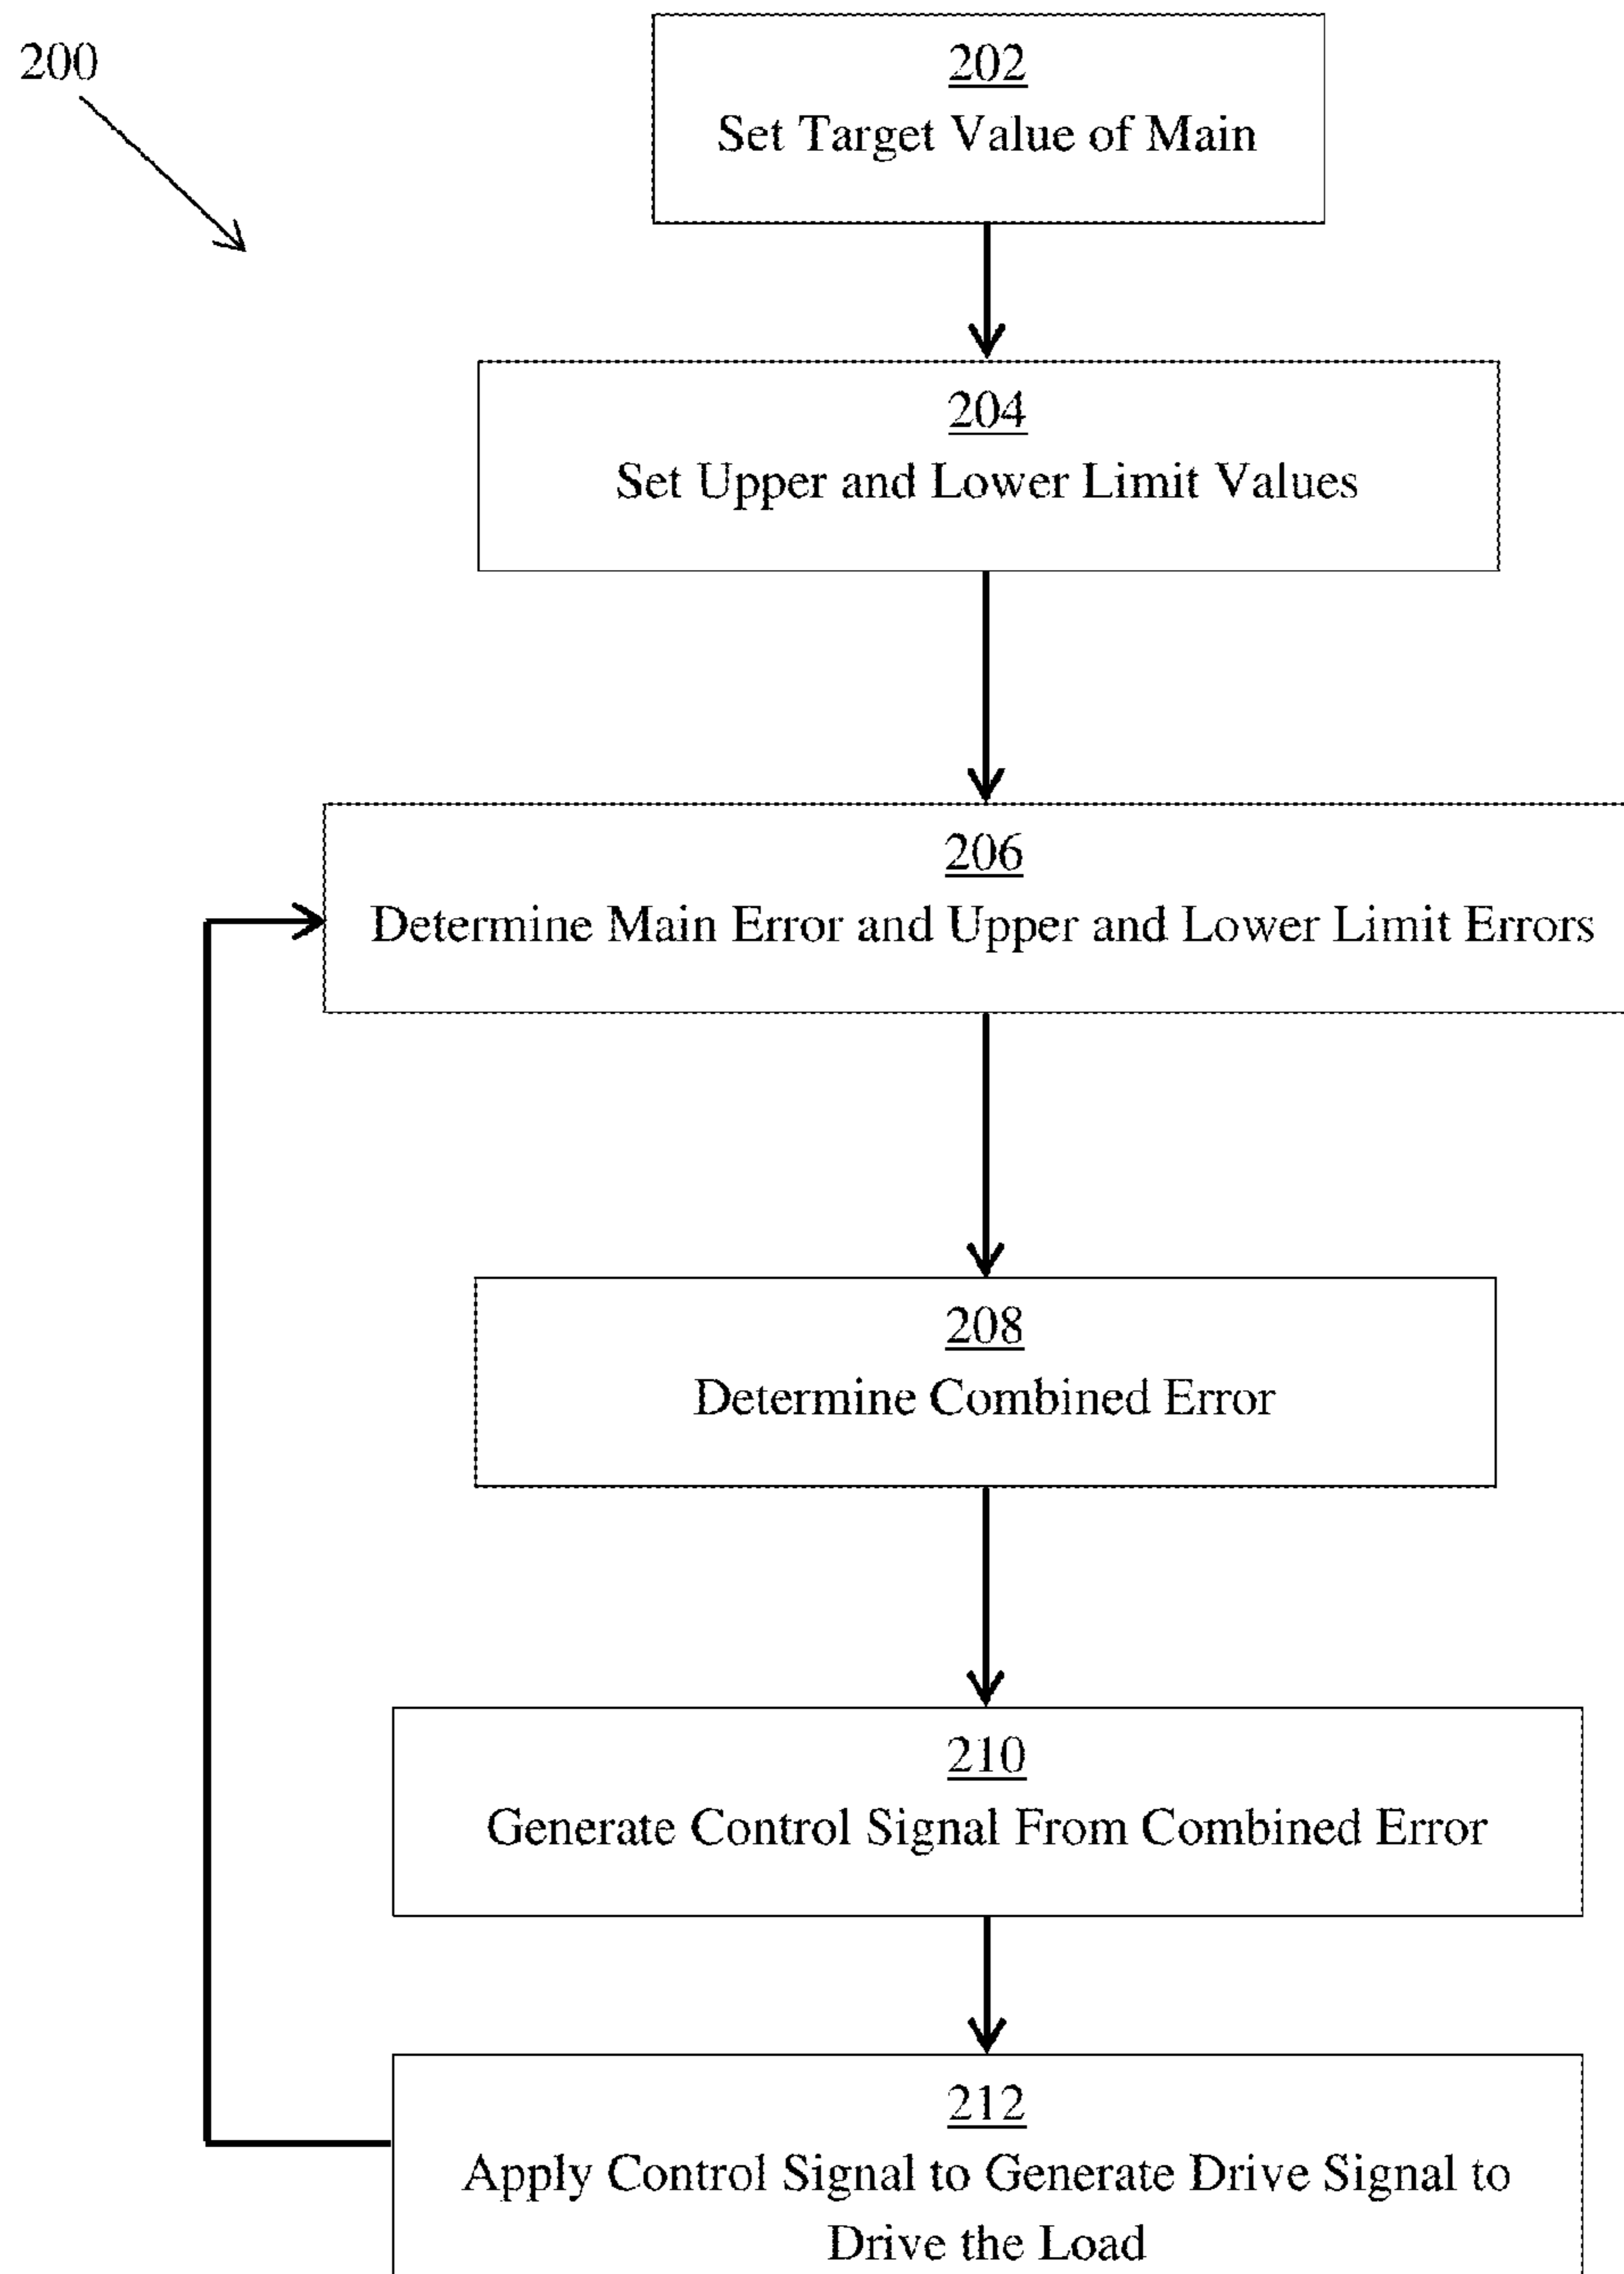 200
202
Set Target Value of Main
204
Set Upper and Lower Limit Values
206
Determine Main Error and Upper and Lower Limit Errors
208
Determine Combined Error
210
Generate Control Signal From Combined Error
212
Apply Control Signal to Generate Drive Signal to
Drive the Load